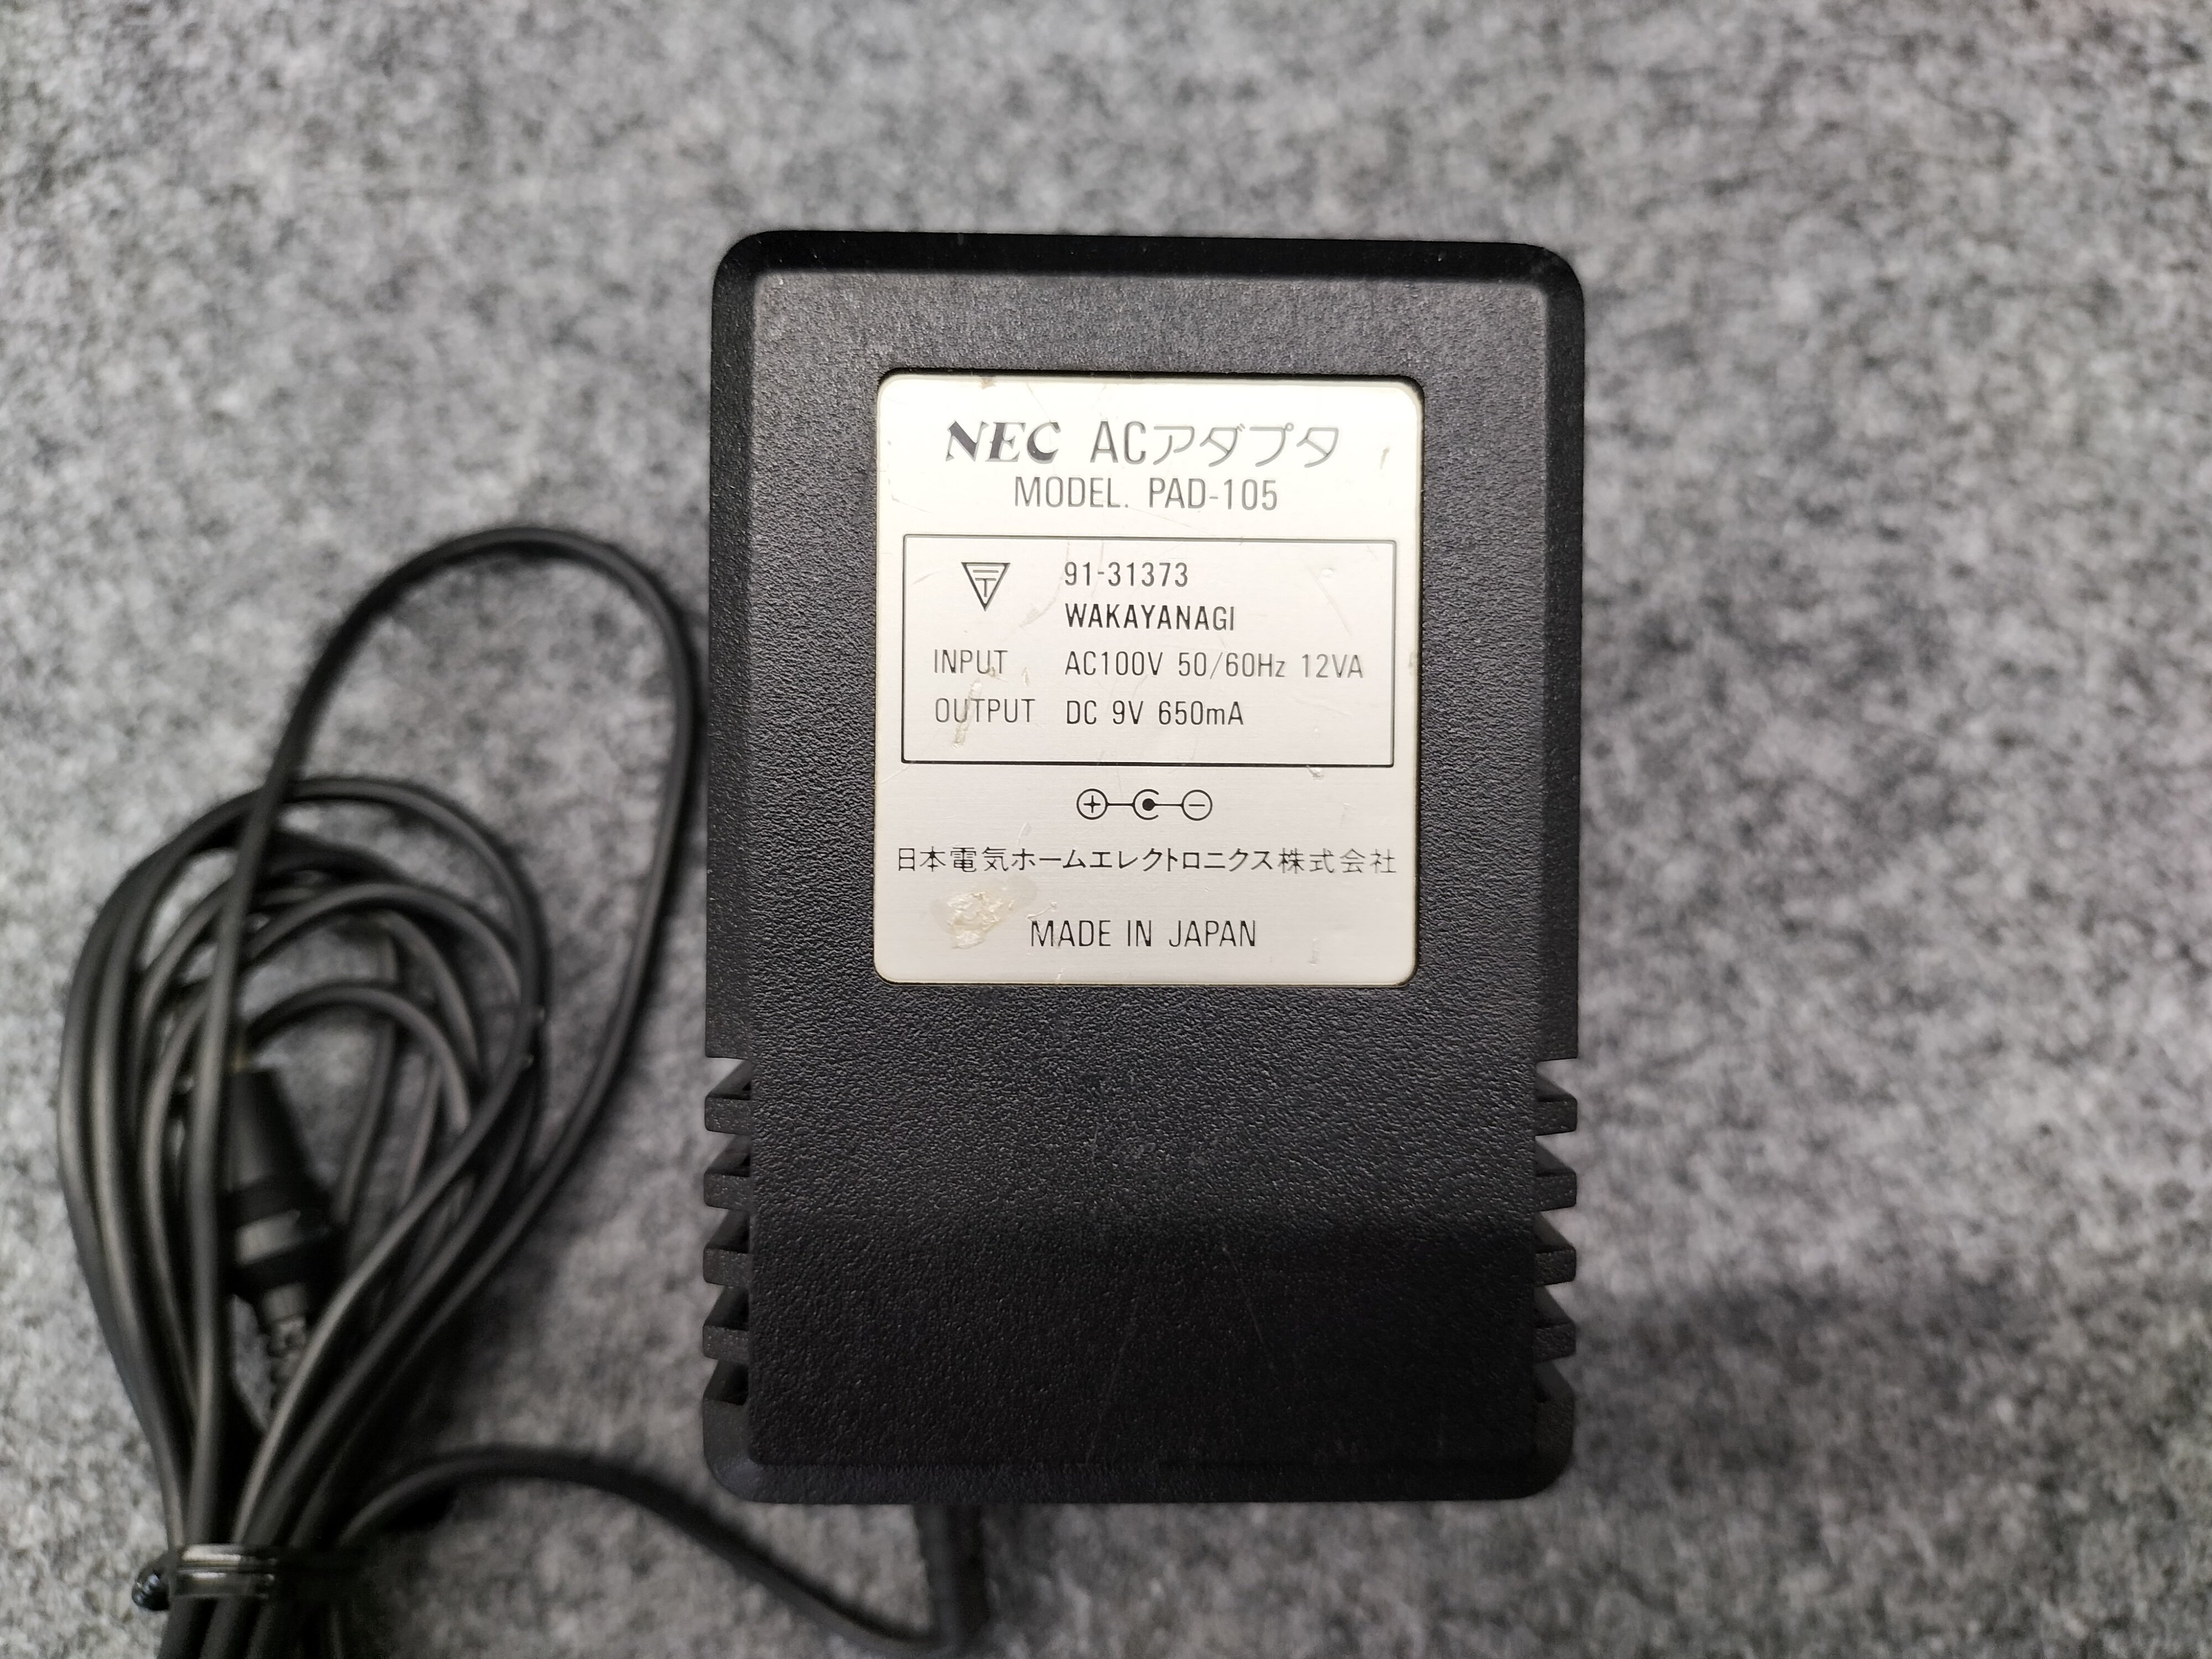 NEC ACアダプタ
MODEL. PAD-105
91-31373
WAKAYANAGI
INPUT AC100V 50/60Hz 12VA
OUTPUT DC 9V 650mA
日本電気ホームエレクトロニクス株式会社
MADE IN JAPAN